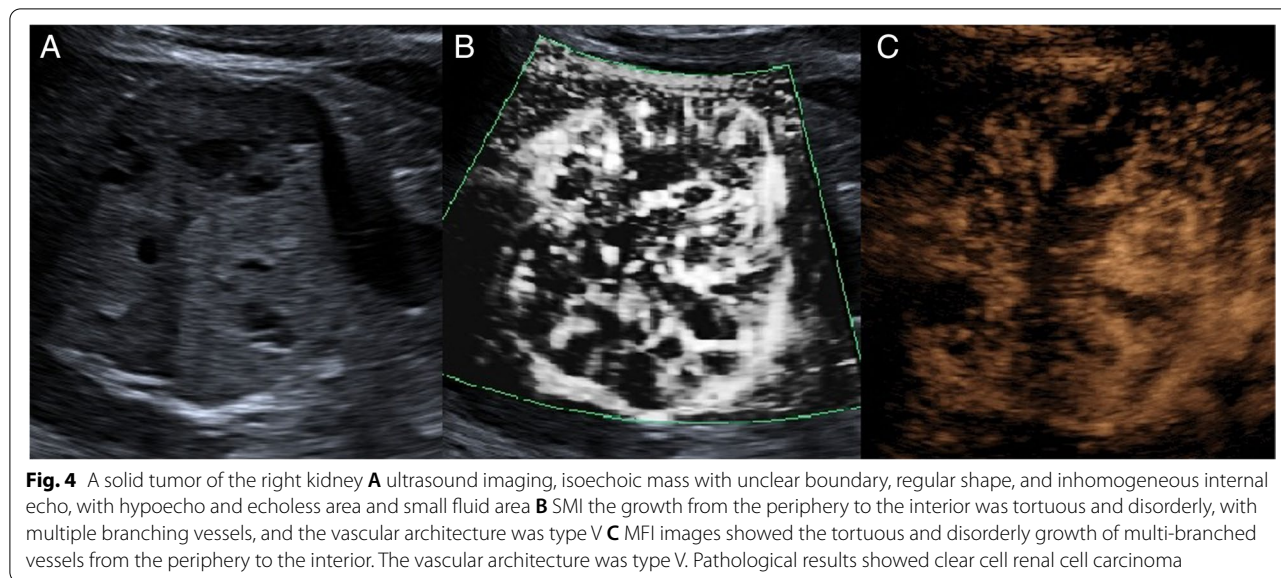 A B C
Fig. 4 A solid tumor of the right kidney A ultrasound imaging, isoechoic mass with unclear boundary, regular shape, and inhomogeneous internal
echo, with hypoecho and echoless area and small fluid area B SMI the growth from the periphery to the interior was tortuous and disorderly, with
multiple branching vessels, and the vascular architecture was type V C MFI images showed the tortuous and disorderly growth of multi-branched
vessels from the periphery to the interior. The vascular architecture was type V. Pathological results showed clear cell renal cell carcinoma